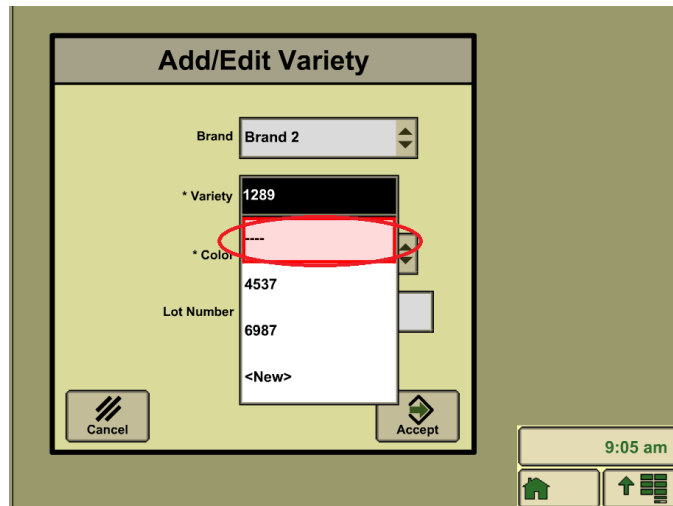 Add/Edit Variety
Brand Brand 2
* Variety 1289
----
* Color
4537
Lot Number
6987
<New>
Cancel
Accept
9:05 am